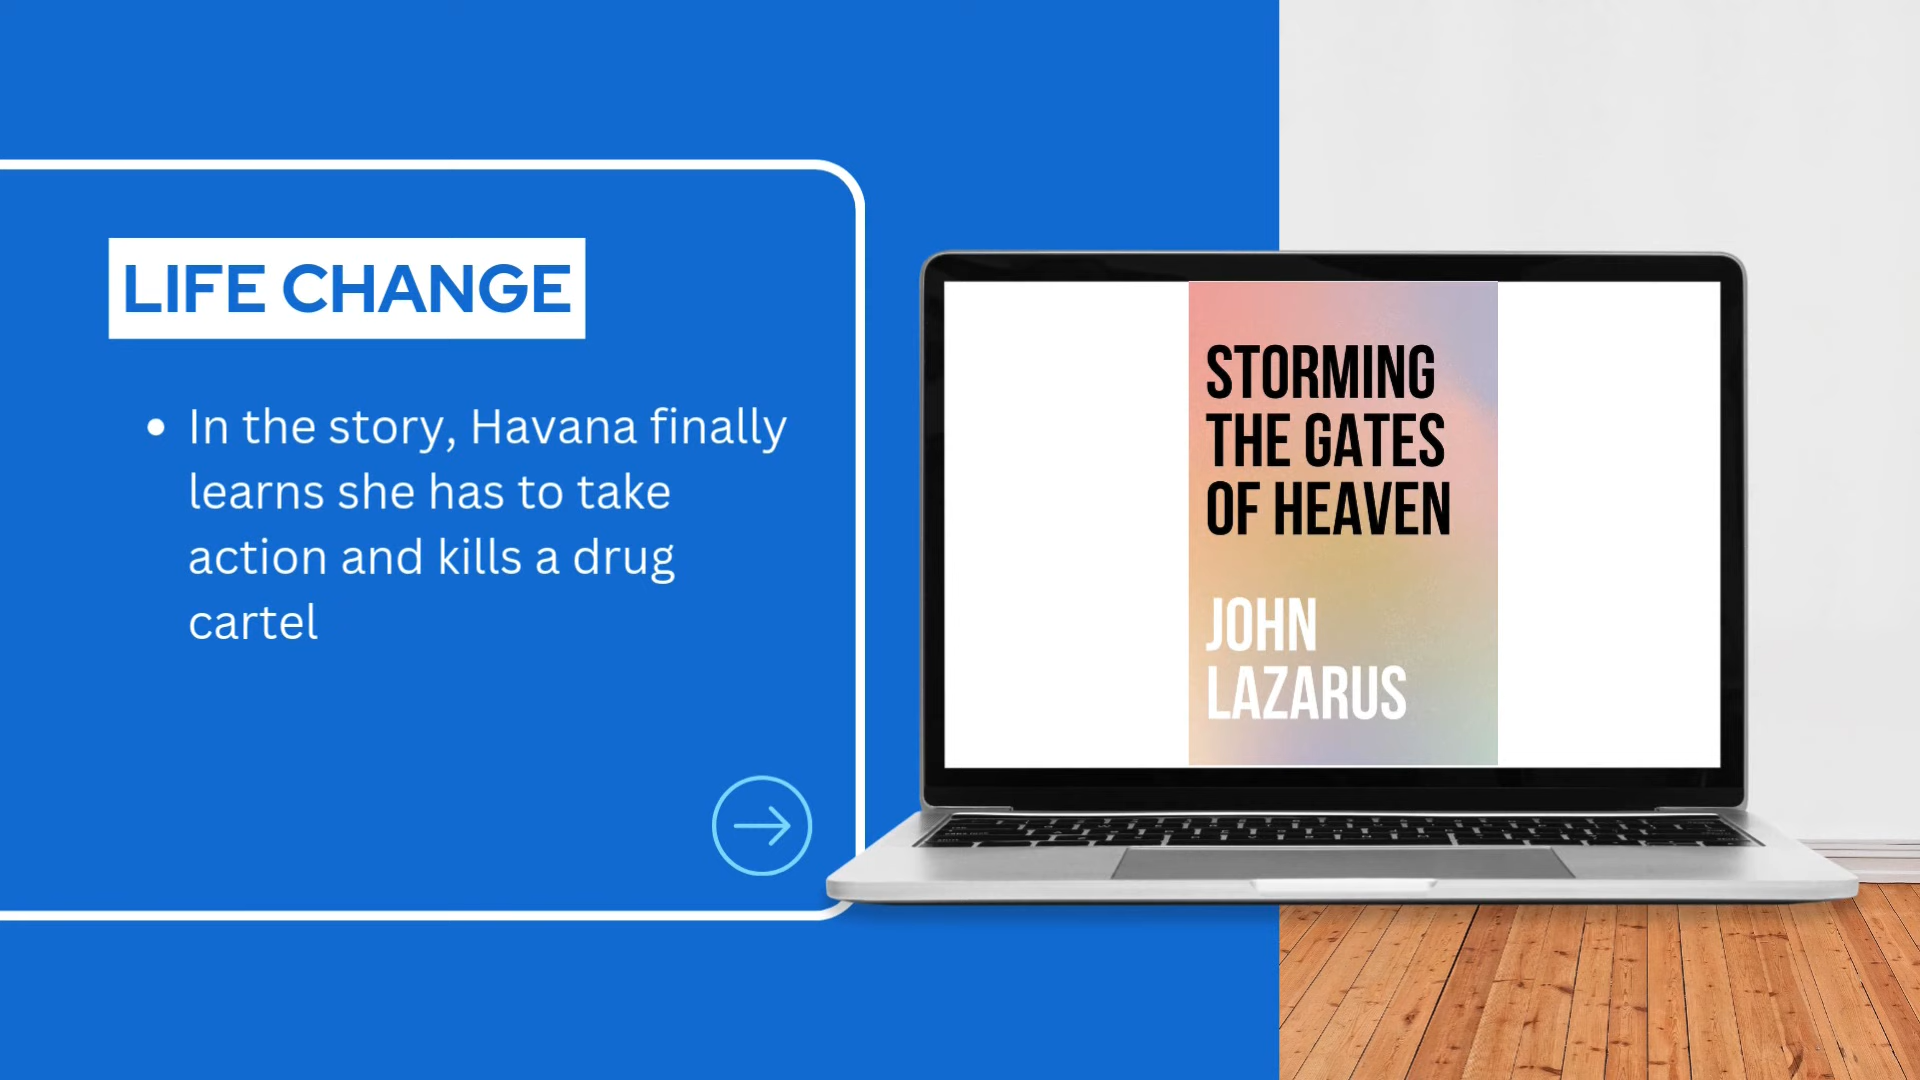 LIFE CHANGE
• In the story, Havana finally
learns she has to take
action and kills a drug
cartel
STORMING
THE GATES
OF HEAVEN
JOHN
LAZARUS